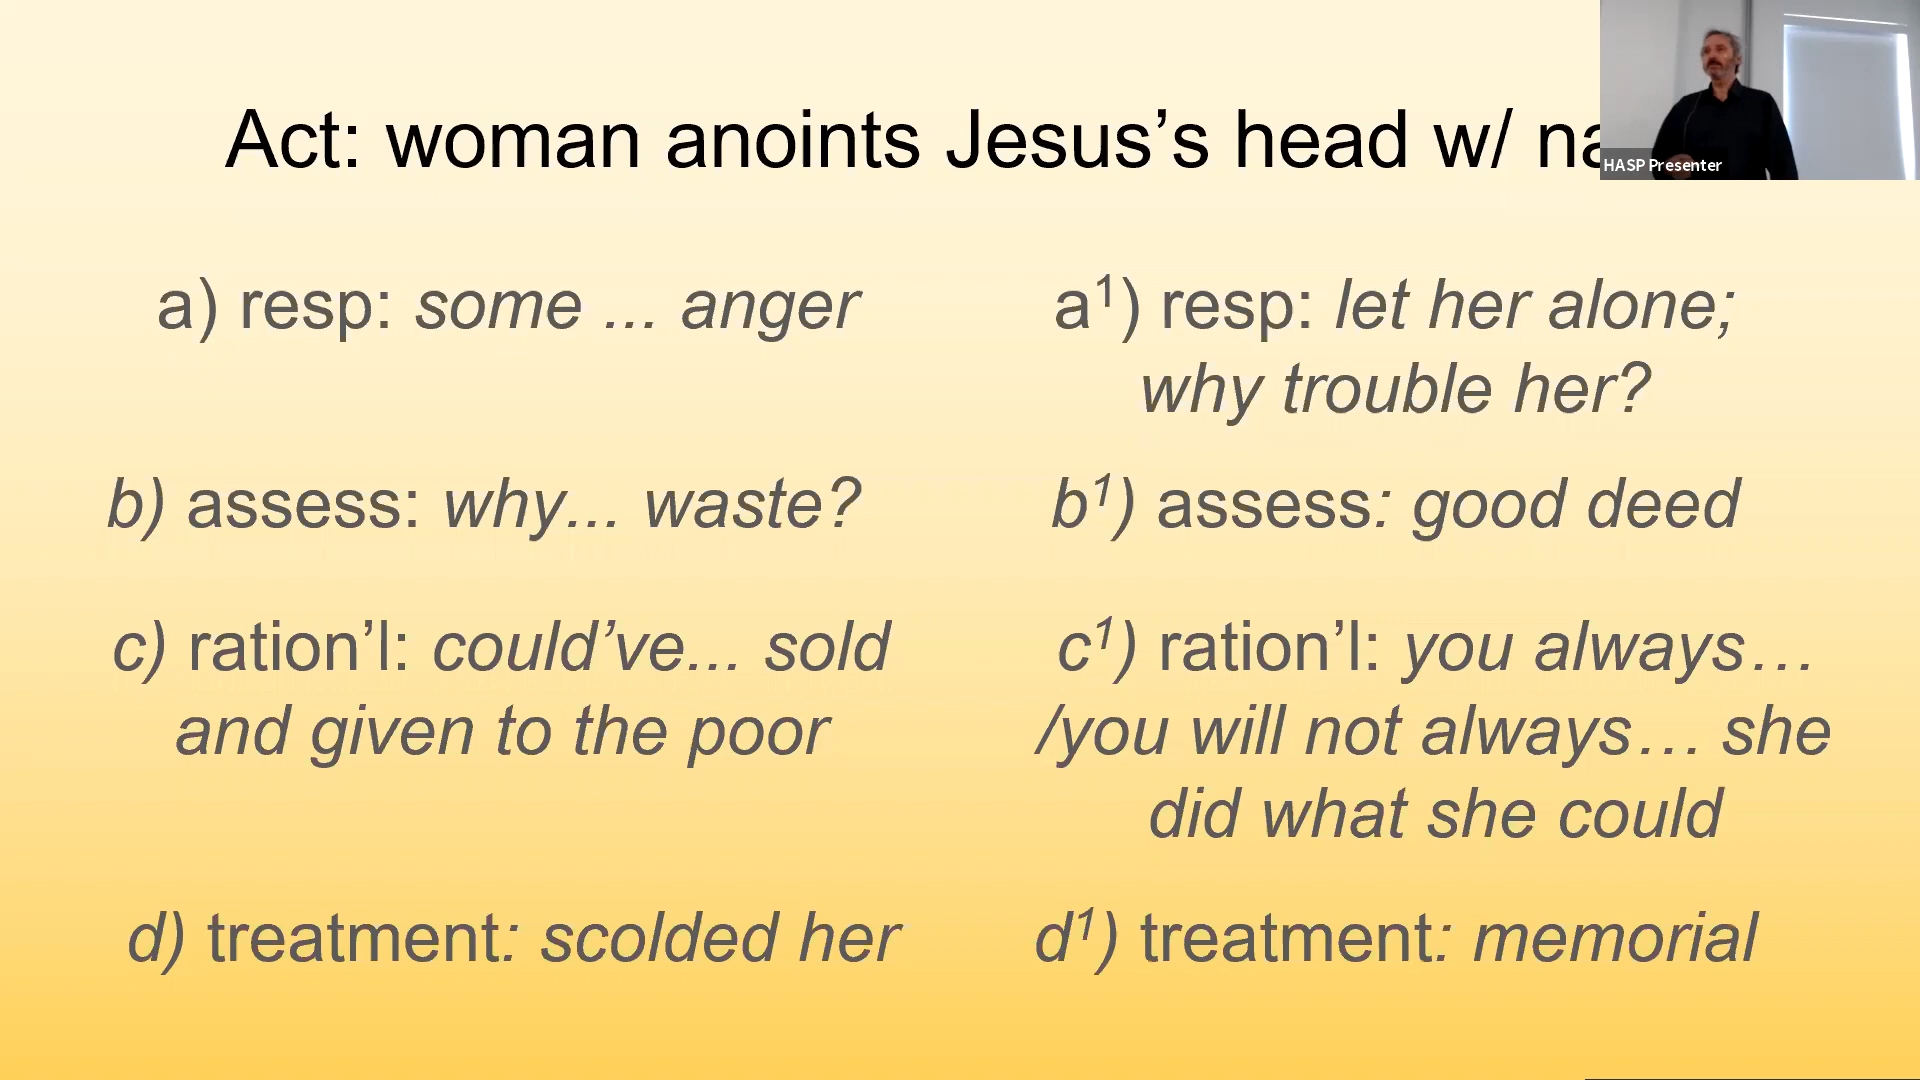 Act: woman anoints Jesus’s head w/
HASP Presenter
a) resp: some ... anger
a¹) resp: let her alone;
why trouble her?
b) assess: why... waste?
b¹) assess: good deed
c) ration’l: could’ve... sold
and given to the poor
c¹) ration’l: you always…
/you will not always… she
did what she could
d) treatment: scolded her
d¹) treatment: memorial